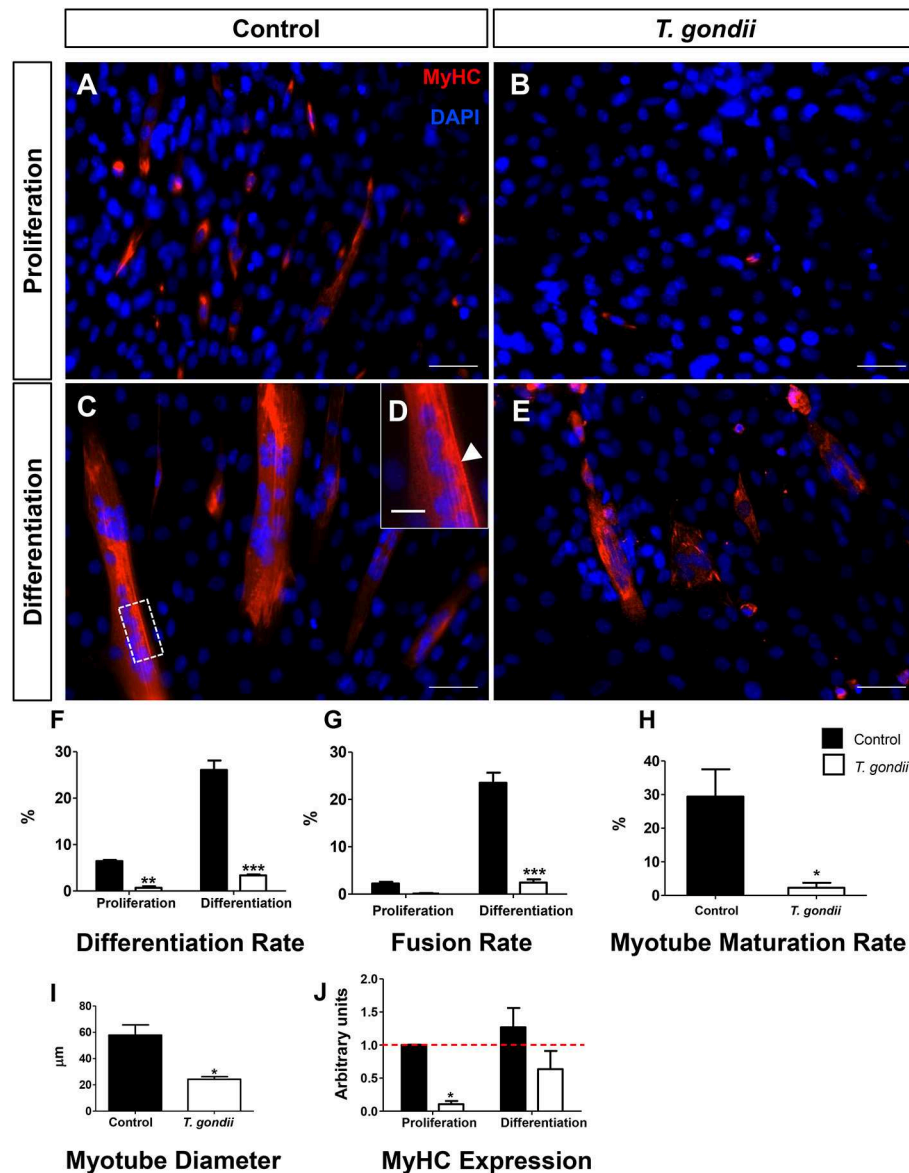 Control
T. gondii
Proliferation
A
MyHC
DAPI
B
Differentiation
C
D
E
F
30
20
10
0
%
**
***
Proliferation
Differentiation
Differentiation Rate
G
30
20
10
0
%
***
Proliferation
Differentiation
Fusion Rate
H
Control
T. gondii
40
30
20
10
0
%
*
Control
T. gondii
Myotube Maturation Rate
I
80
60
40
20
0
μm
*
Control
T. gondii
Myotube Diameter
J
2.0
1.5
1.0
0.5
0.0
Arbitrary units
*
Proliferation
Differentiation
MyHC Expression